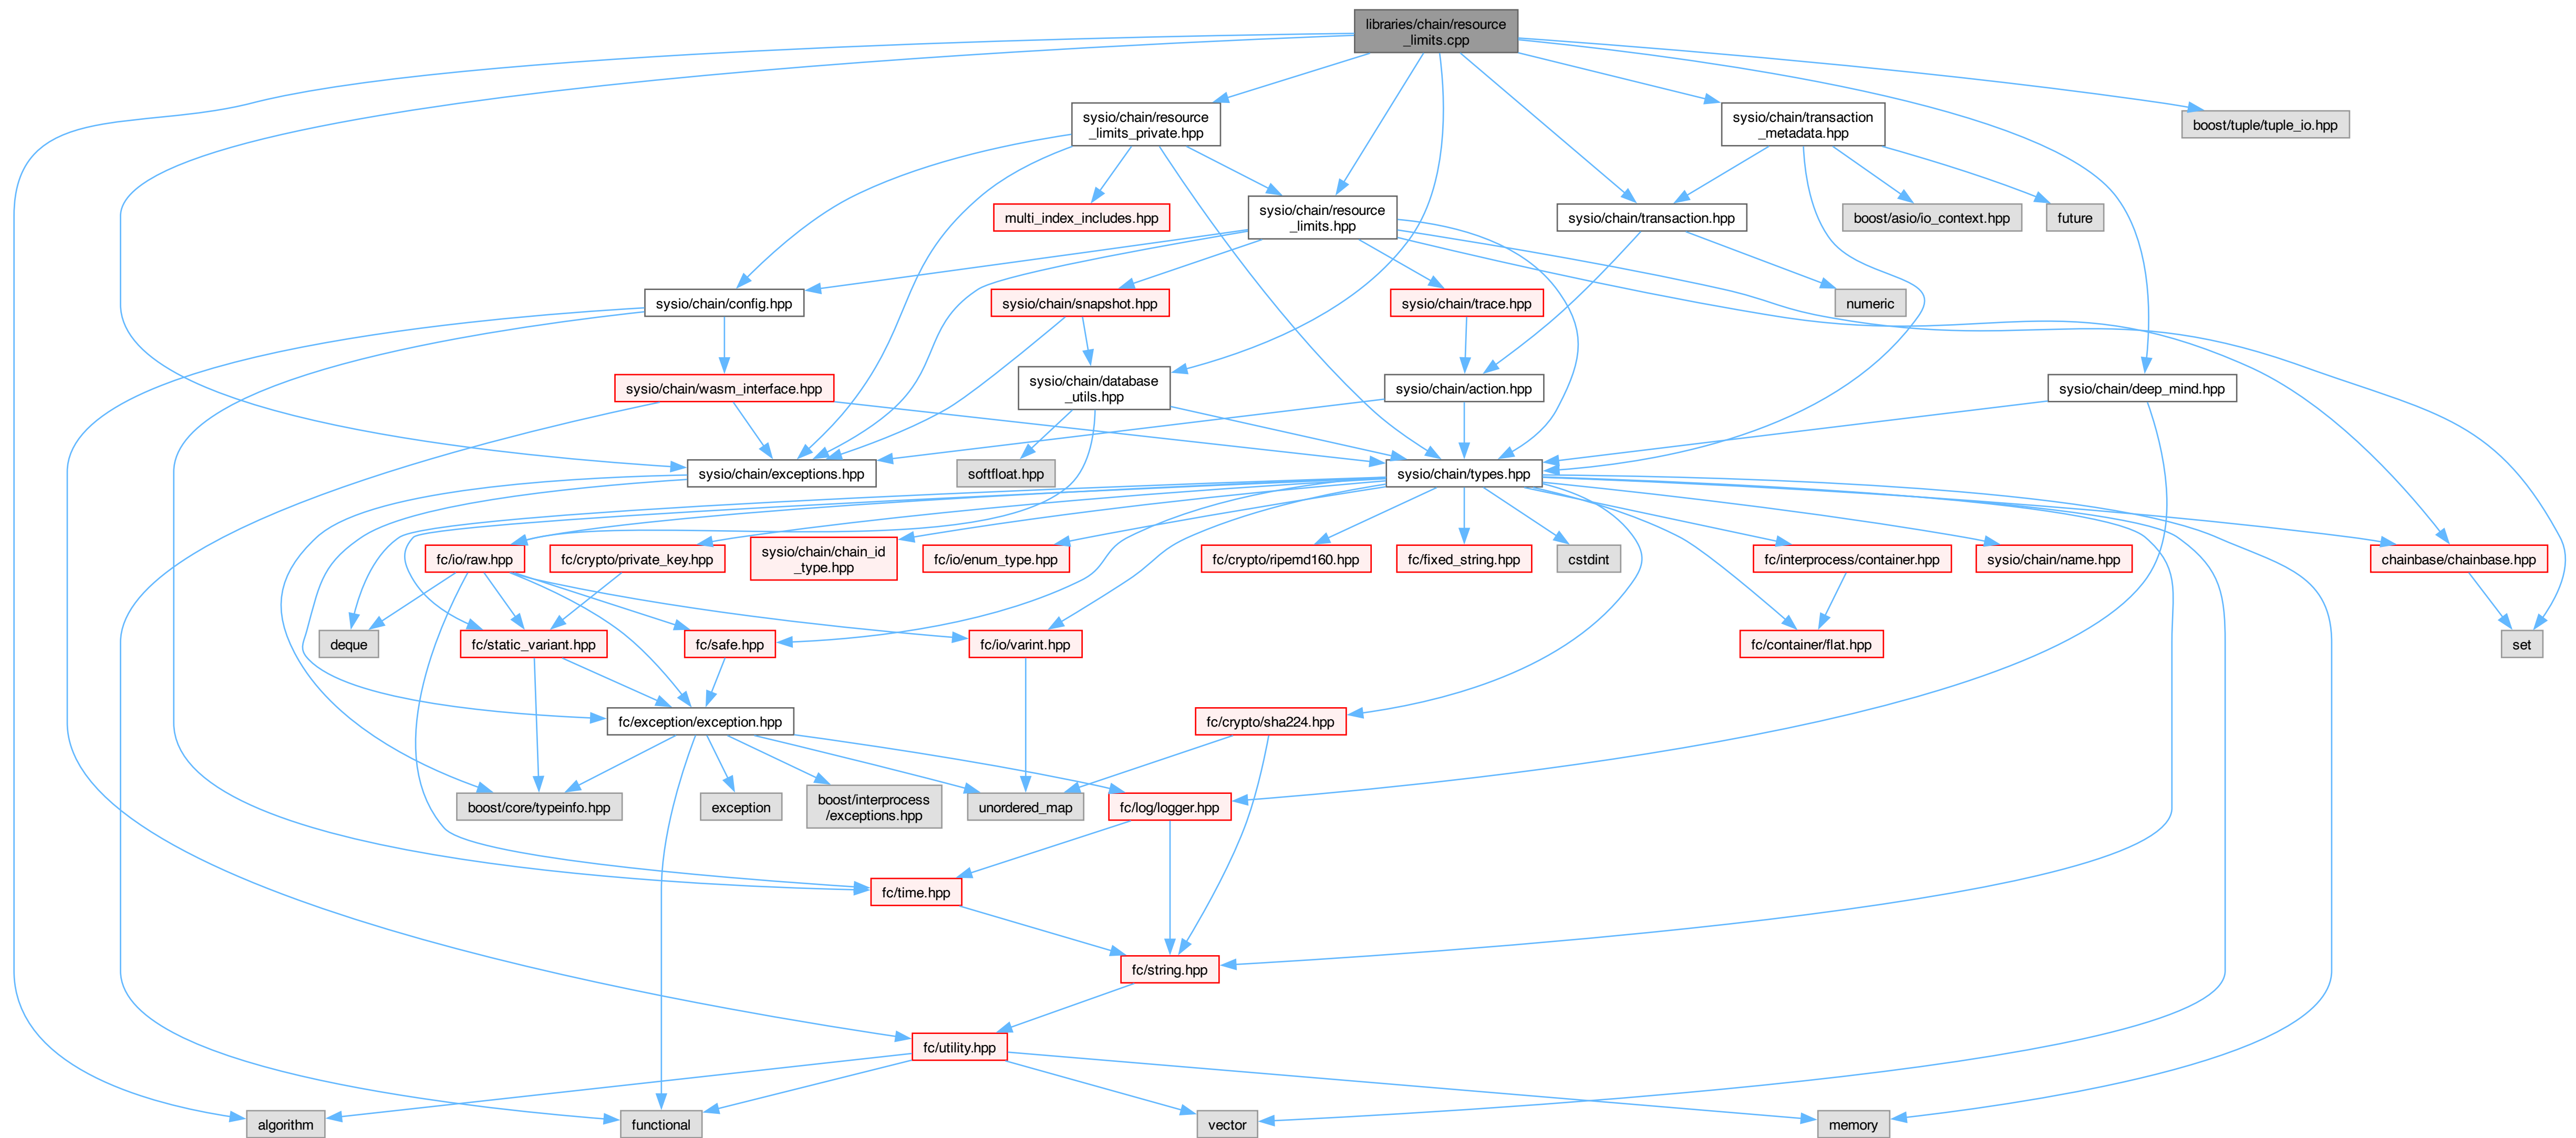 libraries/chain/resource
_limits.cpp
sysio/chain/resource
_limits_private.hpp
sysio/chain/transaction
_metadata.hpp
boost/tuple/tuple_io.hpp
multi_index_includes.hpp
sysio/chain/resource
_limits.hpp
sysio/chain/transaction.hpp
boost/asio/io_context.hpp
future
sysio/chain/config.hpp
sysio/chain/snapshot.hpp
sysio/chain/trace.hpp
numeric
sysio/chain/wasm_interface.hpp
sysio/chain/database
_utils.hpp
sysio/chain/action.hpp
sysio/chain/deep_mind.hpp
sysio/chain/exceptions.hpp
softfloat.hpp
sysio/chain/types.hpp
fc/io/raw.hpp
fc/crypto/private_key.hpp
sysio/chain/chain_id
_type.hpp
fc/io/enum_type.hpp
fc/crypto/ripemd160.hpp
fc/fixed_string.hpp
cstdint
fc/interprocess/container.hpp
sysio/chain/name.hpp
chainbase/chainbase.hpp
deque
fc/static_variant.hpp
fc/safe.hpp
fc/io/varint.hpp
fc/container/flat.hpp
set
fc/exception/exception.hpp
fc/crypto/sha224.hpp
boost/core/typeinfo.hpp
exception
boost/interprocess
/exceptions.hpp
unordered_map
fc/log/logger.hpp
fc/time.hpp
fc/string.hpp
fc/utility.hpp
algorithm
functional
vector
memory